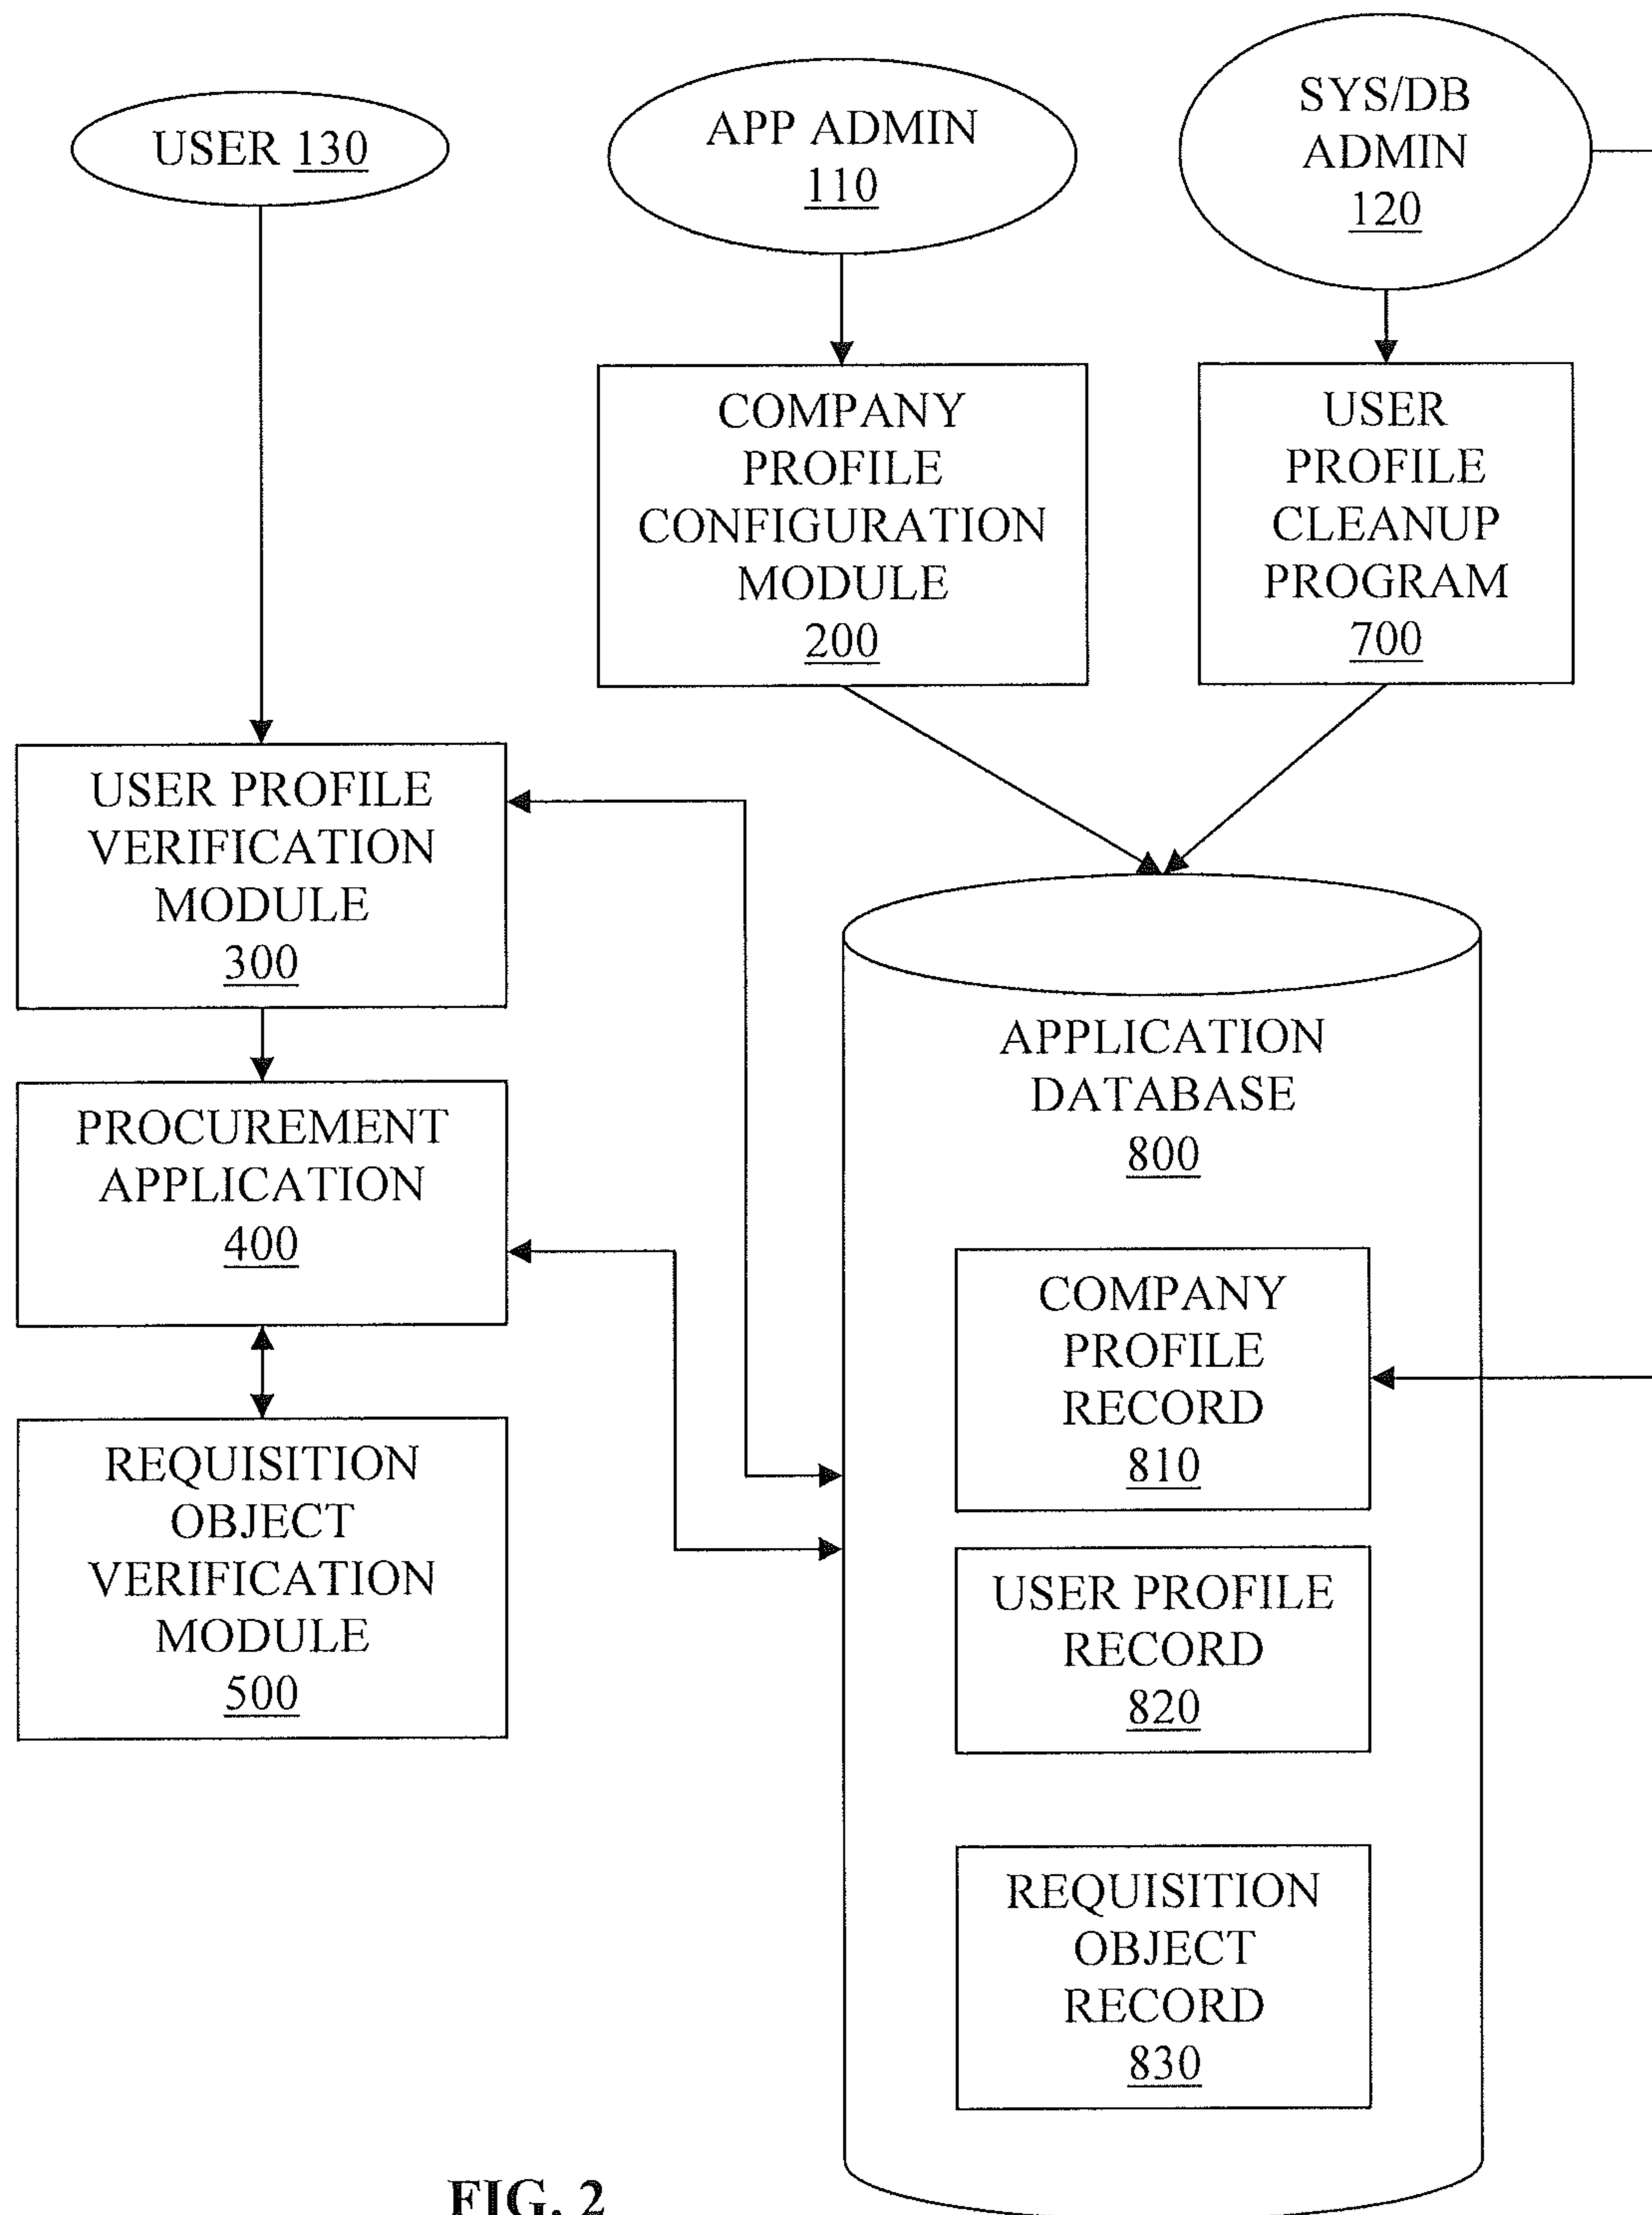 USER 130
APP ADMIN
110
SYS/DB
ADMIN
120
COMPANY
PROFILE
CONFIGURATION
MODULE
200
USER
PROFILE
CLEANUP
PROGRAM
700
USER PROFILE
VERIFICATION
MODULE
300
PROCUREMENT
APPLICATION
400
REQUISITION
OBJECT
VERIFICATION
MODULE
500
APPLICATION
DATABASE
800
COMPANY
PROFILE
RECORD
810
USER PROFILE
RECORD
820
REQUISITION
OBJECT
RECORD
830
FIG. 2